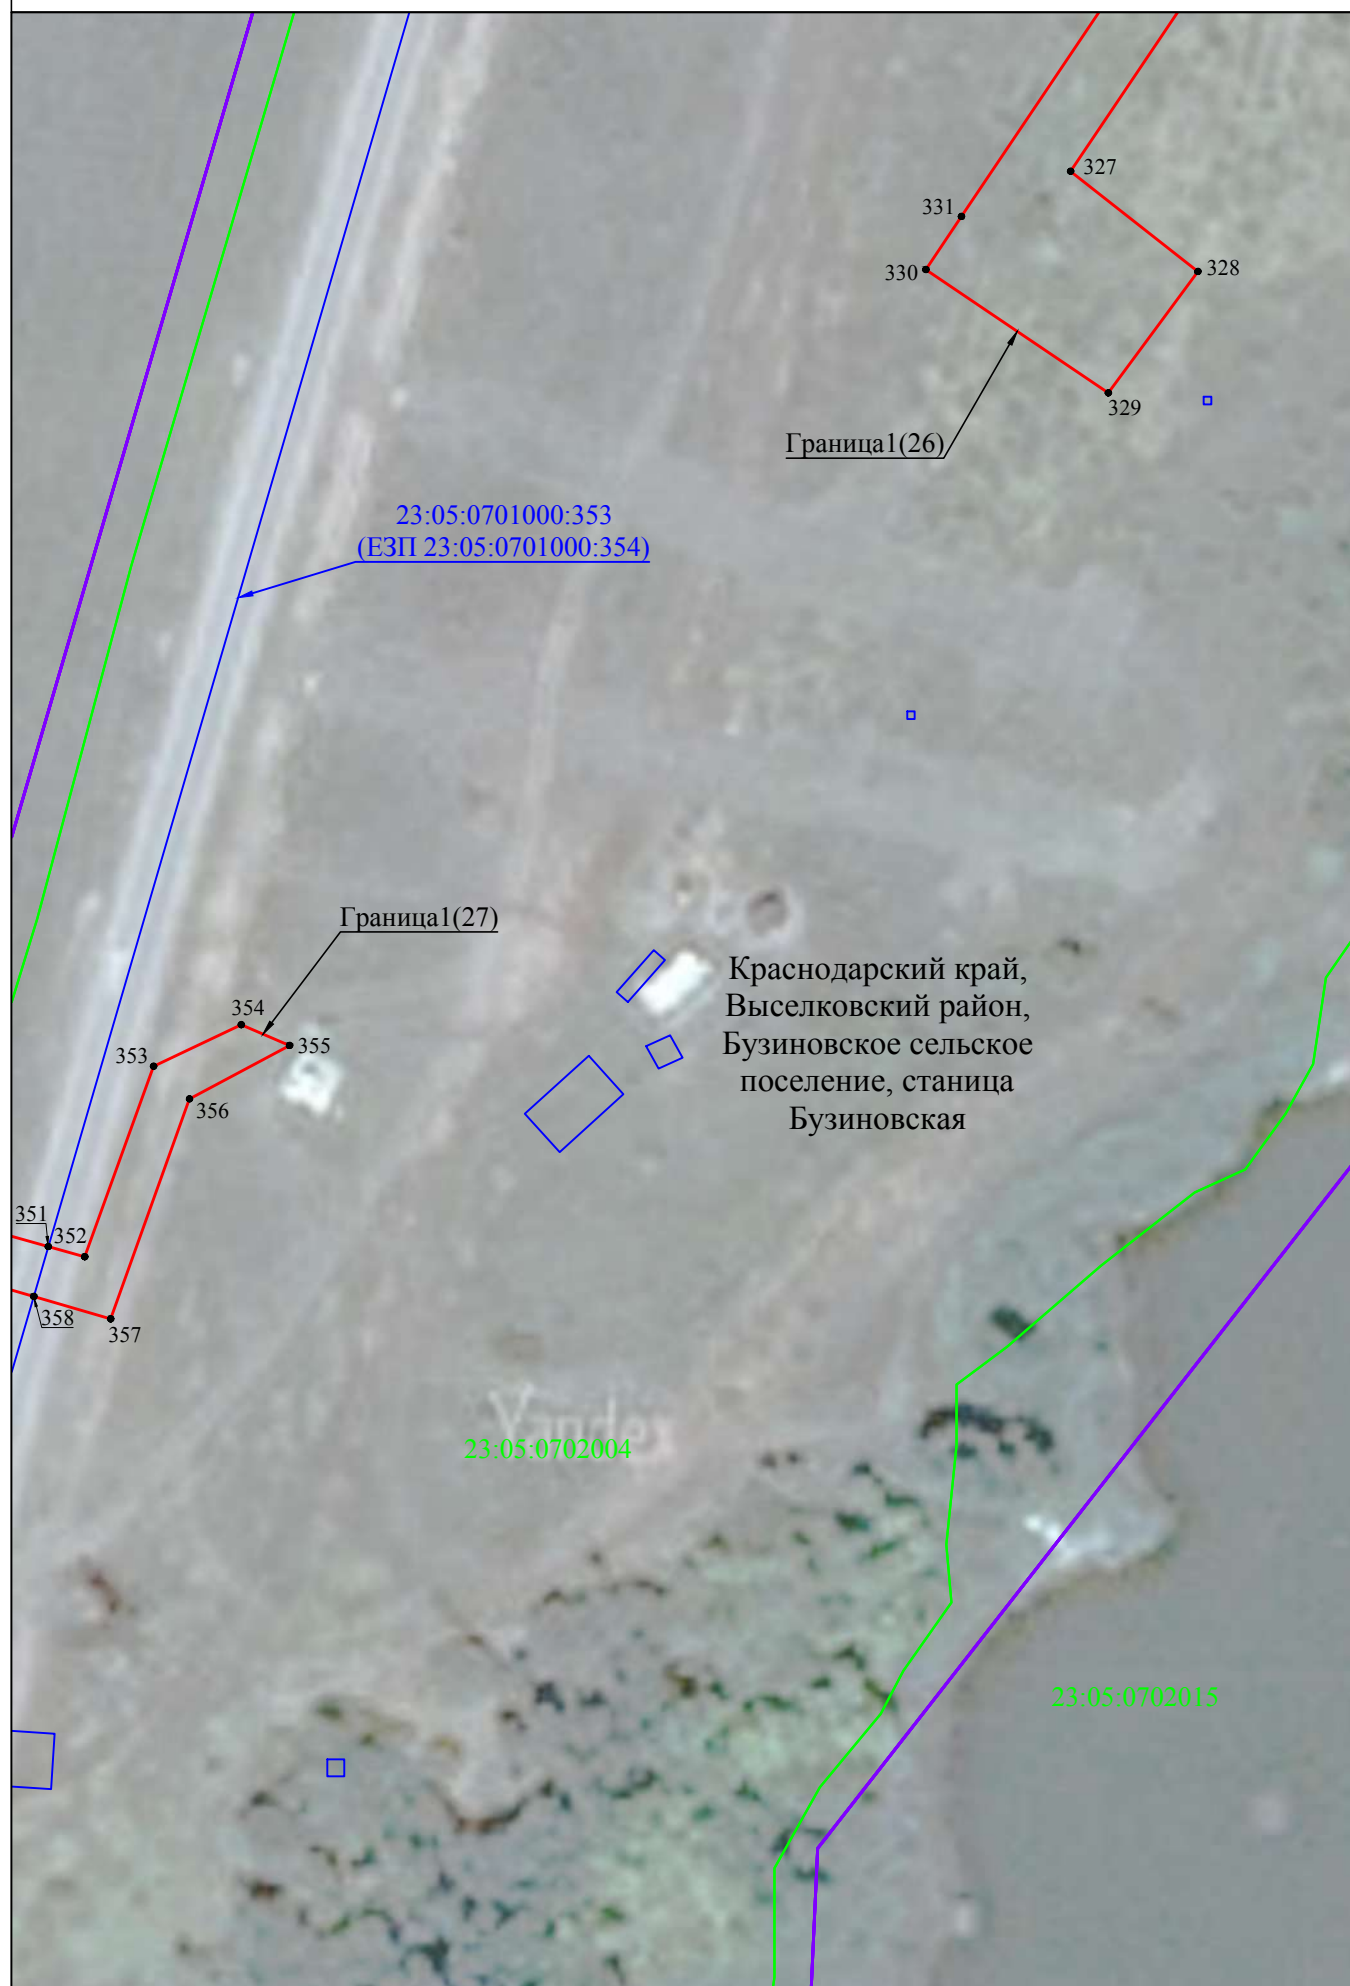 327
331
330
328
329
Граница1(26)
23:05:0701000:353
(ЕЗП 23:05:0701000:354)
Граница1(27)
Краснодарский край,
Выселковский район,
Бузиновское сельское
поселение, станица
Бузиновская
354
353
355
356
351
352
358
357
Yandex
23:05:0702004
23:05:0702015